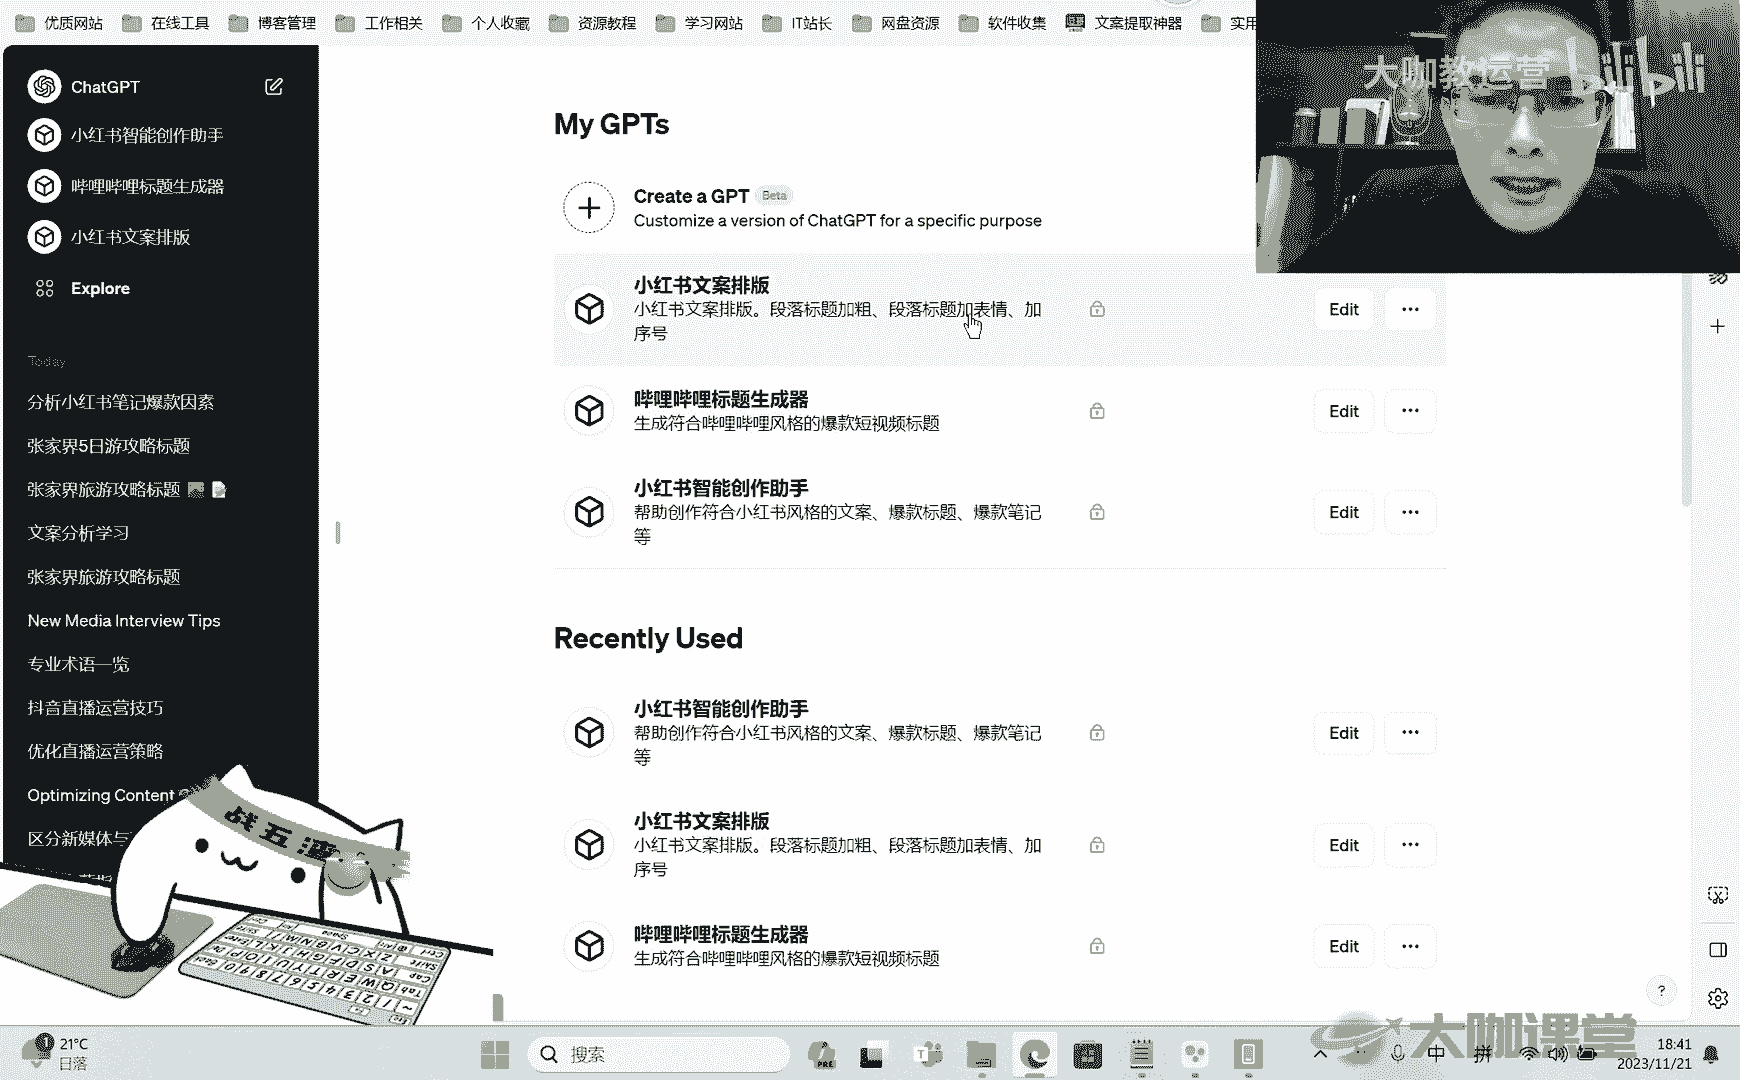 优质网站
在线工具
博客管理
工作相关
个人收藏
资源教程
学习网站
IT站长
网盘资源
软件收集
文案提取神器
实用
大咖教运营
bilibili
ChatGPT
小红书智能创作助手
哔哩哔哩标题生成器
小红书文案排版
Explore
Today
分析小红书笔记爆款因素
张家界5日游攻略标题
张家界旅游攻略标题
文案分析学习
张家界旅游攻略标题
New Media Interview Tips
专业术语一览
抖音直播运营技巧
优化直播运营策略
Optimizing Content
区分新媒体与
My GPTs
Create a GPT Beta
Customize a version of ChatGPT for a specific purpose
小红书文案排版
小红书文案排版。段落标题加粗、段落标题加表情、加
序号
Edit
哔哩哔哩标题生成器
生成符合哔哩哔哩风格的爆款短视频标题
Edit
小红书智能创作助手
帮助创作符合小红书风格的文案、爆款标题、爆款笔记
等
Edit
Recently Used
小红书智能创作助手
帮助创作符合小红书风格的文案、爆款标题、爆款笔记
等
Edit
小红书文案排版
小红书文案排版。段落标题加粗、段落标题加表情、加
序号
Edit
哔哩哔哩标题生成器
生成符合哔哩哔哩风格的爆款短视频标题
Edit
?
战五渣
大咖课堂
1
21°C
日落
搜索
PRE
中
拼
18:41
2023/11/21